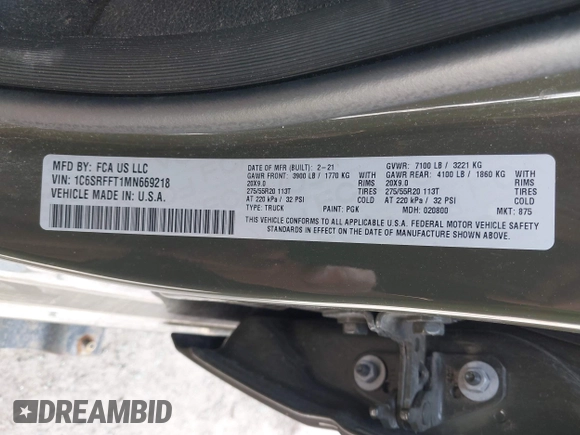 MFD BY: FCA US LLC
VIN: 1C6SRFFT1MN669218
VEHICLE MADE IN: U.S.A.
DATE OF MFR (BUILT): 2-21
GVWR: 7100 LB / 3221 KG
GAWR FRONT: 3900 LB / 1770 KG
GAWR REAR: 4100 LB / 1860 KG
20X9.0
20X9.0
275/55R20 113T TIRES
275/55R20 113T TIRES
AT 220 kPa / 32 PSI COLD
AT 220 kPa / 32 PSI COLD
TYPE: TRUCK
PAINT: PGK
MDH: 020800
MKT: 875
THIS VEHICLE CONFORMS TO ALL APPLICABLE U.S.A. FEDERAL MOTOR VEHICLE SAFETY
STANDARDS IN EFFECT ON THE DATE OF MANUFACTURE SHOWN ABOVE.
DREAMBID